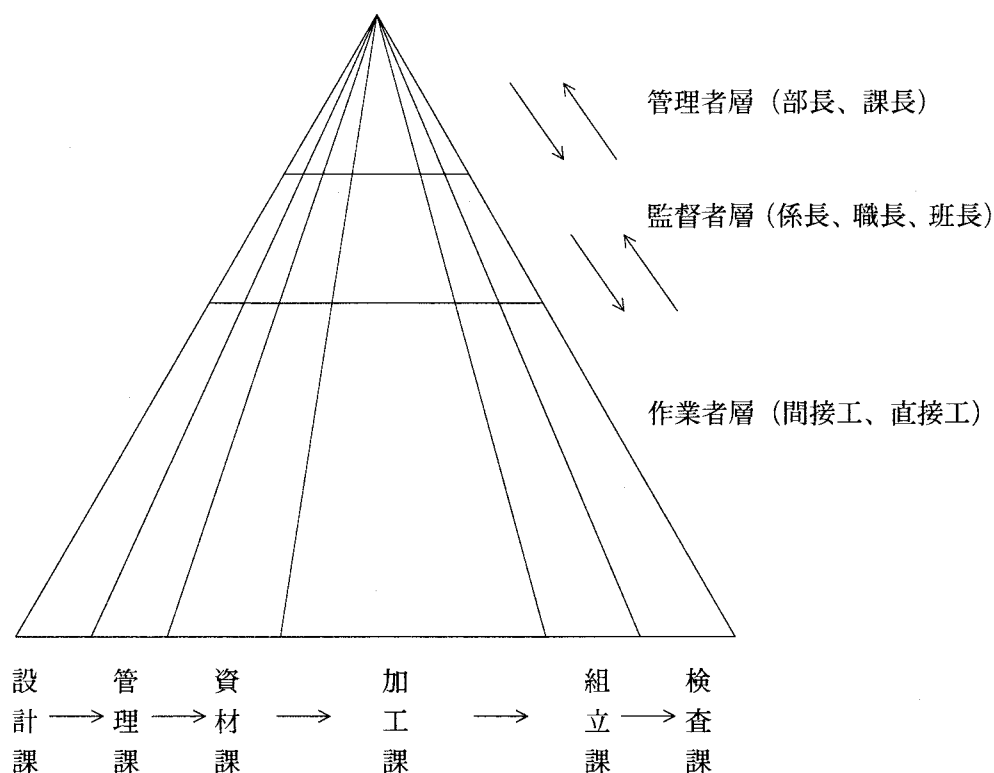 管理者層（部長、課長）
監督者層（係長、職長、班長）
作業者層（間接工、直接工）
設計課
管理課
資材課
加工課
組立課
検査課